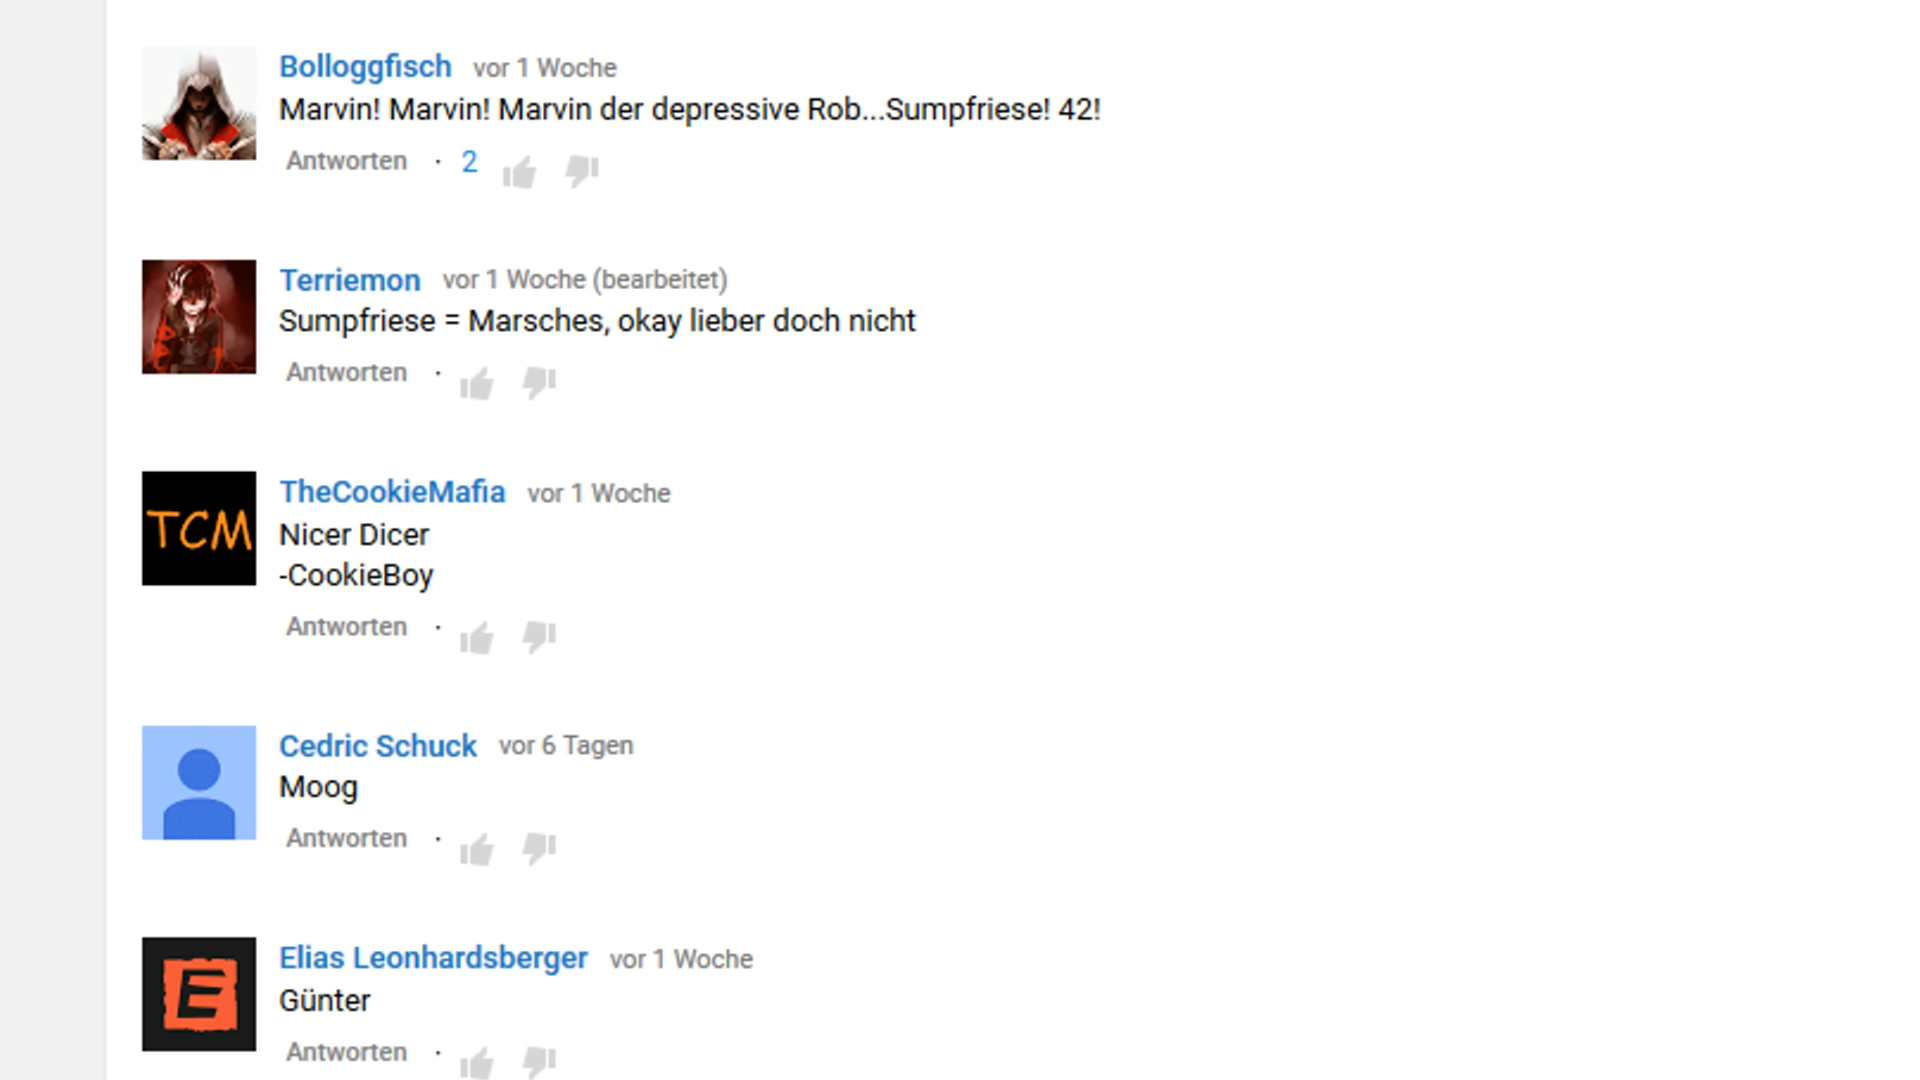 Bolloggfisch vor 1 Woche
Marvin! Marvin! Marvin der depressive Rob...Sumpfriese! 42!
Antworten · 2
Terriemon vor 1 Woche (bearbeitet)
Sumpfriese = Marsches, okay lieber doch nicht
Antworten ·
TCM
TheCookieMafia vor 1 Woche
Nicer Dicer
-CookieBoy
Antworten ·
Cedric Schuck vor 6 Tagen
Moog
Antworten ·
E
Elias Leonhardsberger vor 1 Woche
Günter
Antworten ·